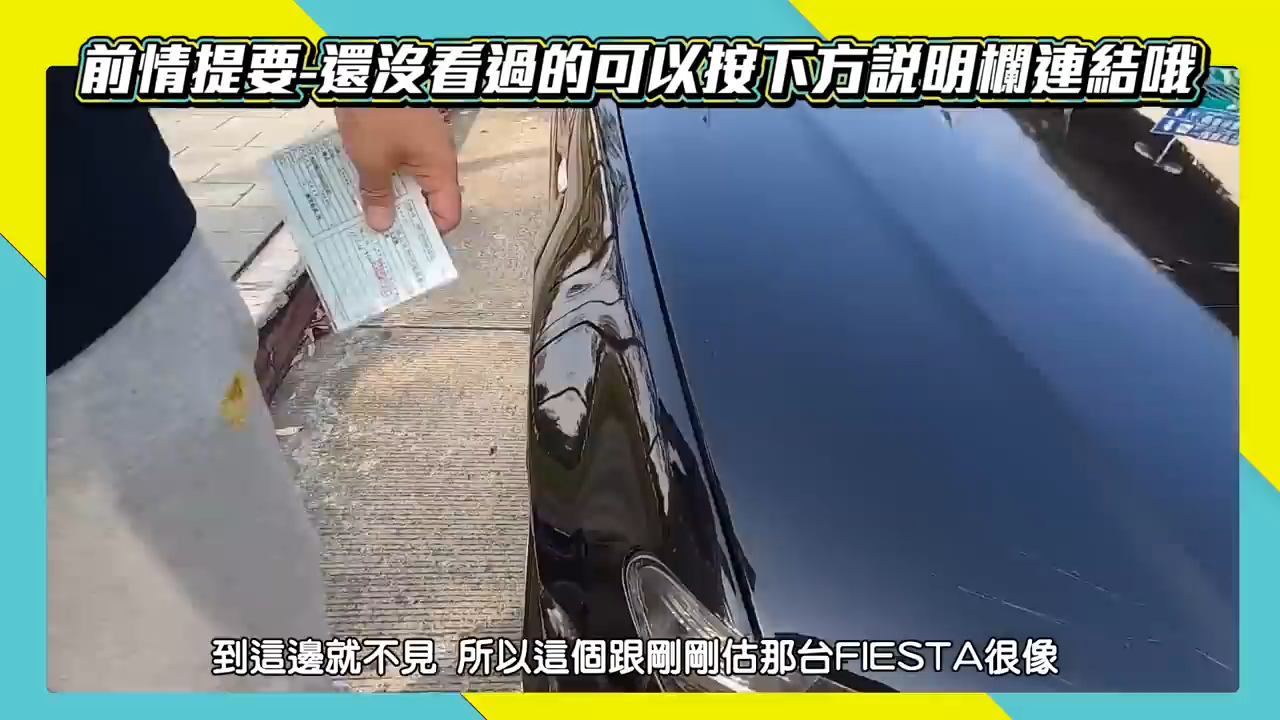 前情提要-還沒看過的可以按下方説明欄連結哦
到這邊就不見 所以這個跟剛剛估那台FIESTA很像